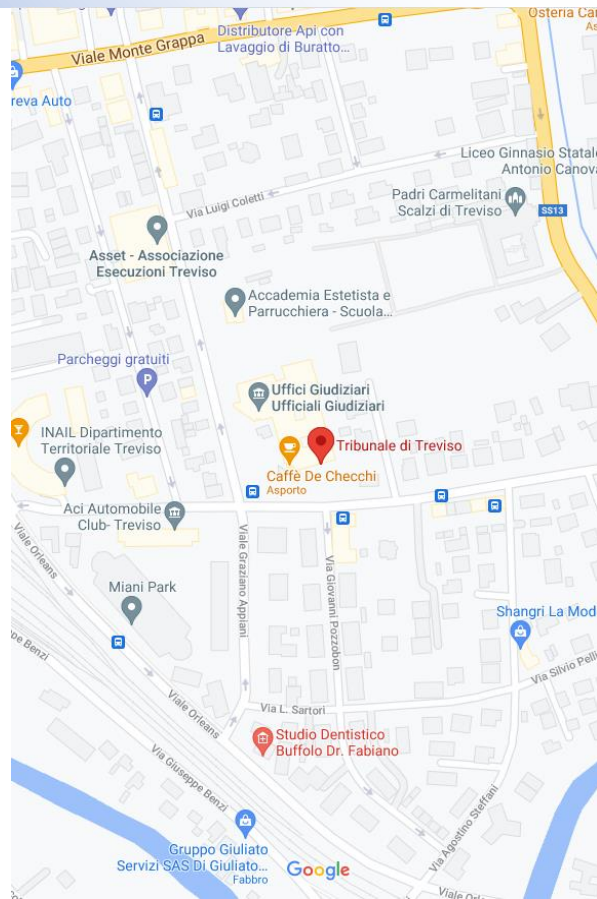 Osteria Car
As
Distributore Api con
Lavaggio di Buratto...
Viale Monte Grappa
reva Auto
Liceo Ginnasio Statale
Antonio Canova
Via Luigi Coletti
Padri Carmelitani
Scalzi di Treviso
SS13
Asset - Associazione
Esecuzioni Treviso
Accademia Estetista e
Parrucchiera - Scuola...
Parcheggi gratuiti
P
Uffici Giudiziari
Ufficiali Giudiziari
INAIL Dipartimento
Territoriale Treviso
Tribunale di Treviso
Caffè De Checchi
Asporto
Aci Automobile
Club- Treviso
Viale Orleans
Viale Graziano Appiani
Via Giovanni Pozzobon
Miani Park
Shangri La Mod
ppe Benzi
Viale Orleans
Via Silvio Pelli
Via L. Sartori
Studio Dentistico
Buffolo Dr. Fabiano
Via Giuseppe Benzi
Via Agostino Steffani
Gruppo Giuliato
Servizi SAS Di Giuliato...
Fabbro
Google
Viale Orl